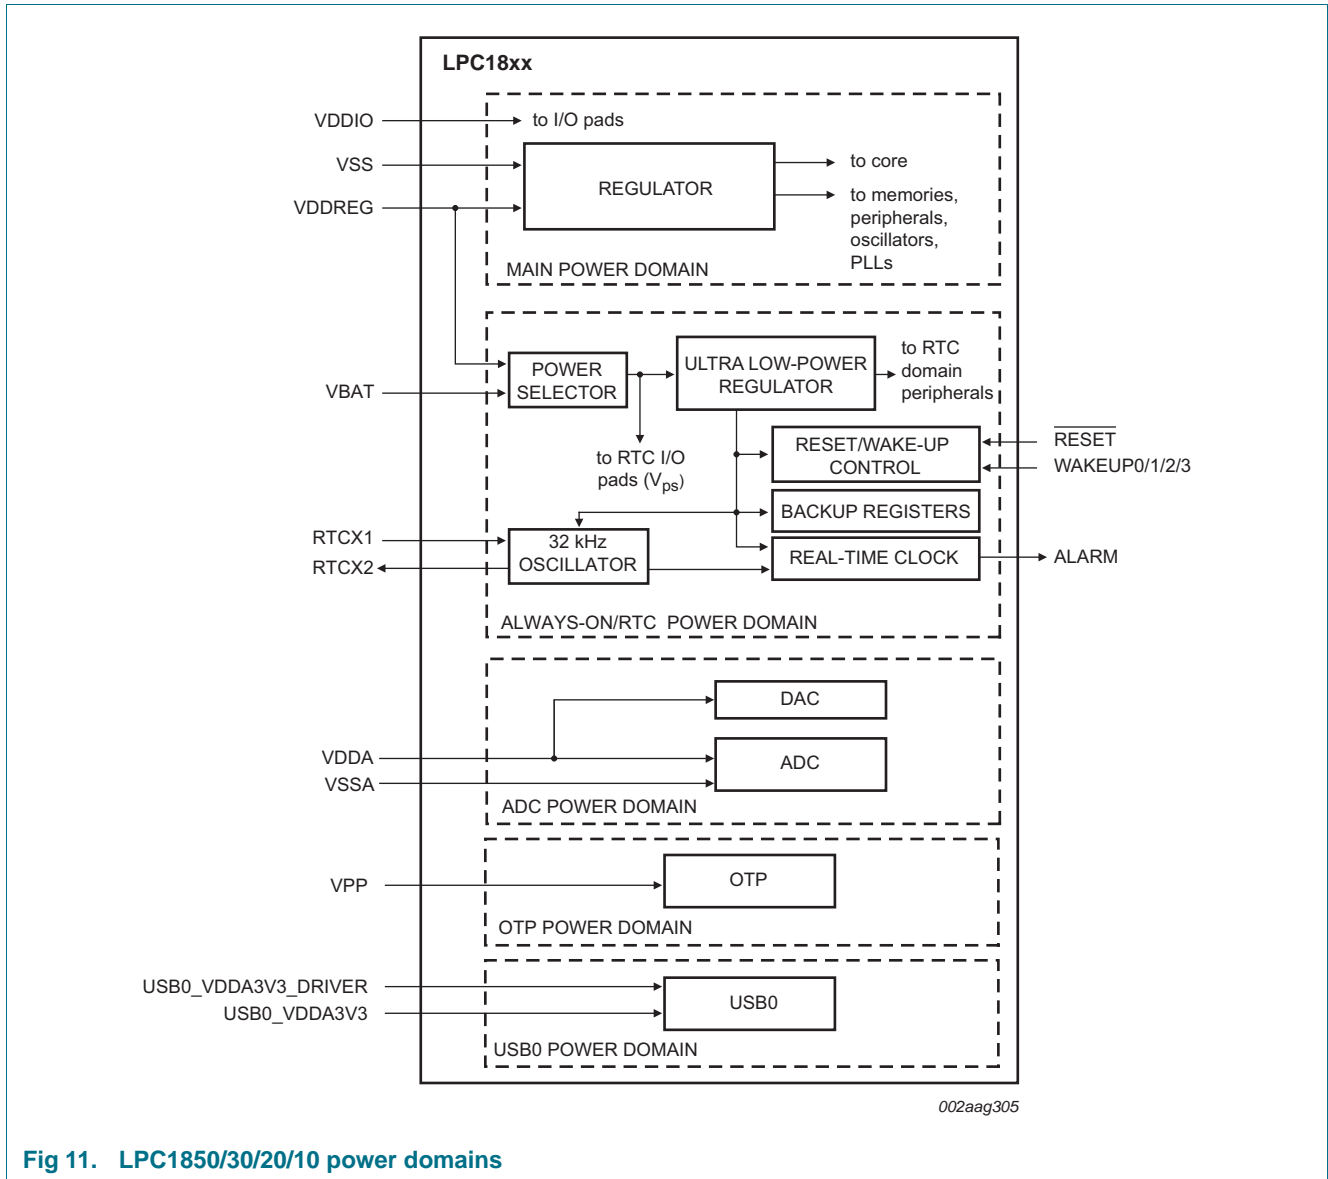 LPC18xx
VDDIO
to I/O pads
VSS
REGULATOR
to core
VDDREG
to memories,
peripherals,
oscillators,
PLLs
MAIN POWER DOMAIN
POWER
SELECTOR
ULTRA LOW-POWER
REGULATOR
to RTC
domain
peripherals
VBAT
to RTC I/O
pads (Vps)
RESET/WAKE-UP
CONTROL
RESET
WAKEUP0/1/2/3
BACKUP REGISTERS
RTCX1
RTCX2
32 kHz
OSCILLATOR
REAL-TIME CLOCK
ALARM
ALWAYS-ON/RTC POWER DOMAIN
DAC
VDDA
ADC
VSSA
ADC POWER DOMAIN
VPP
OTP
OTP POWER DOMAIN
USB0_VDDA3V3_DRIVER
USB0_VDDA3V3
USB0
USB0 POWER DOMAIN
002aag305
Fig 11. LPC1850/30/20/10 power domains